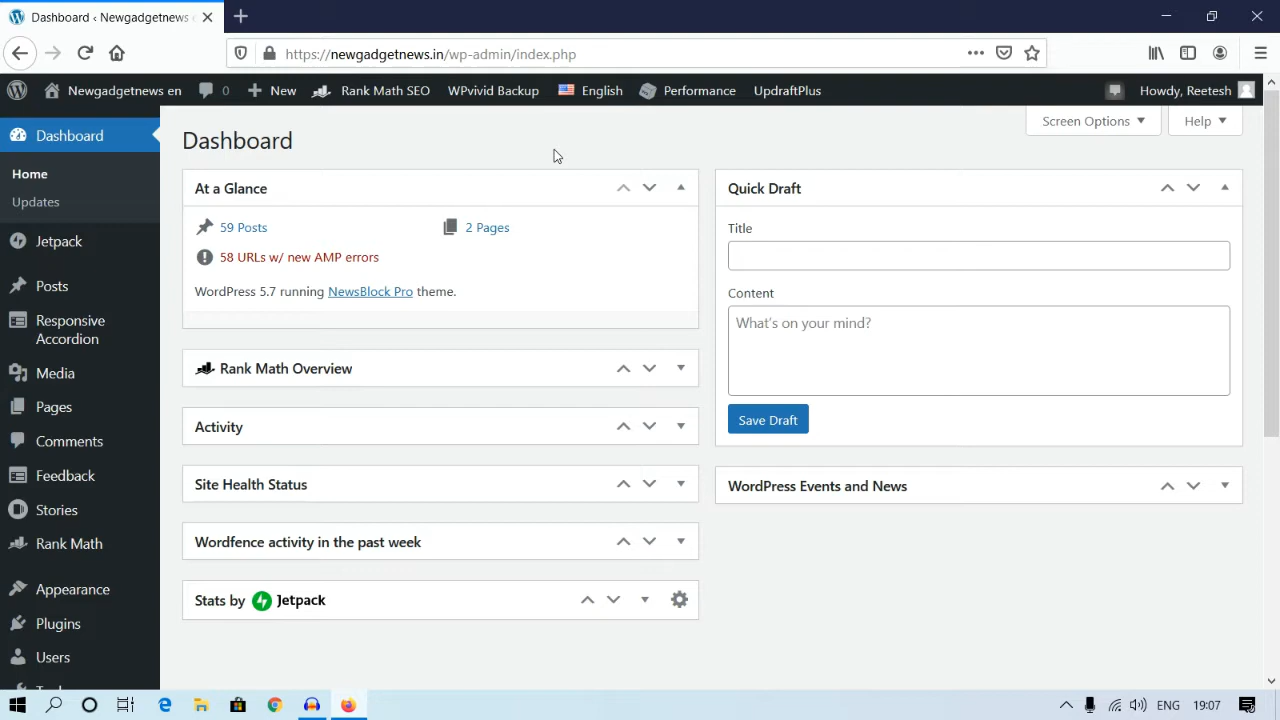 Dashboard ‹ Newgadgetnews
https://newgadgetnews.in/wp-admin/index.php
Newgadgetnews en 0 New Rank Math SEO WPvivid Backup English Performance UpdraftPlus Howdy, Reetesh
Dashboard
Home
Updates
Jetpack
Posts
Responsive
Accordion
Media
Pages
Comments
Feedback
Stories
Rank Math
Appearance
Plugins
Users
Screen Options
Help
Dashboard
At a Glance
59 Posts
2 Pages
58 URLs w/ new AMP errors
WordPress 5.7 running NewsBlock Pro theme.
Rank Math Overview
Activity
Site Health Status
Wordfence activity in the past week
Stats by Jetpack
Quick Draft
Title
Content
What's on your mind?
Save Draft
WordPress Events and News
ENG
19:07